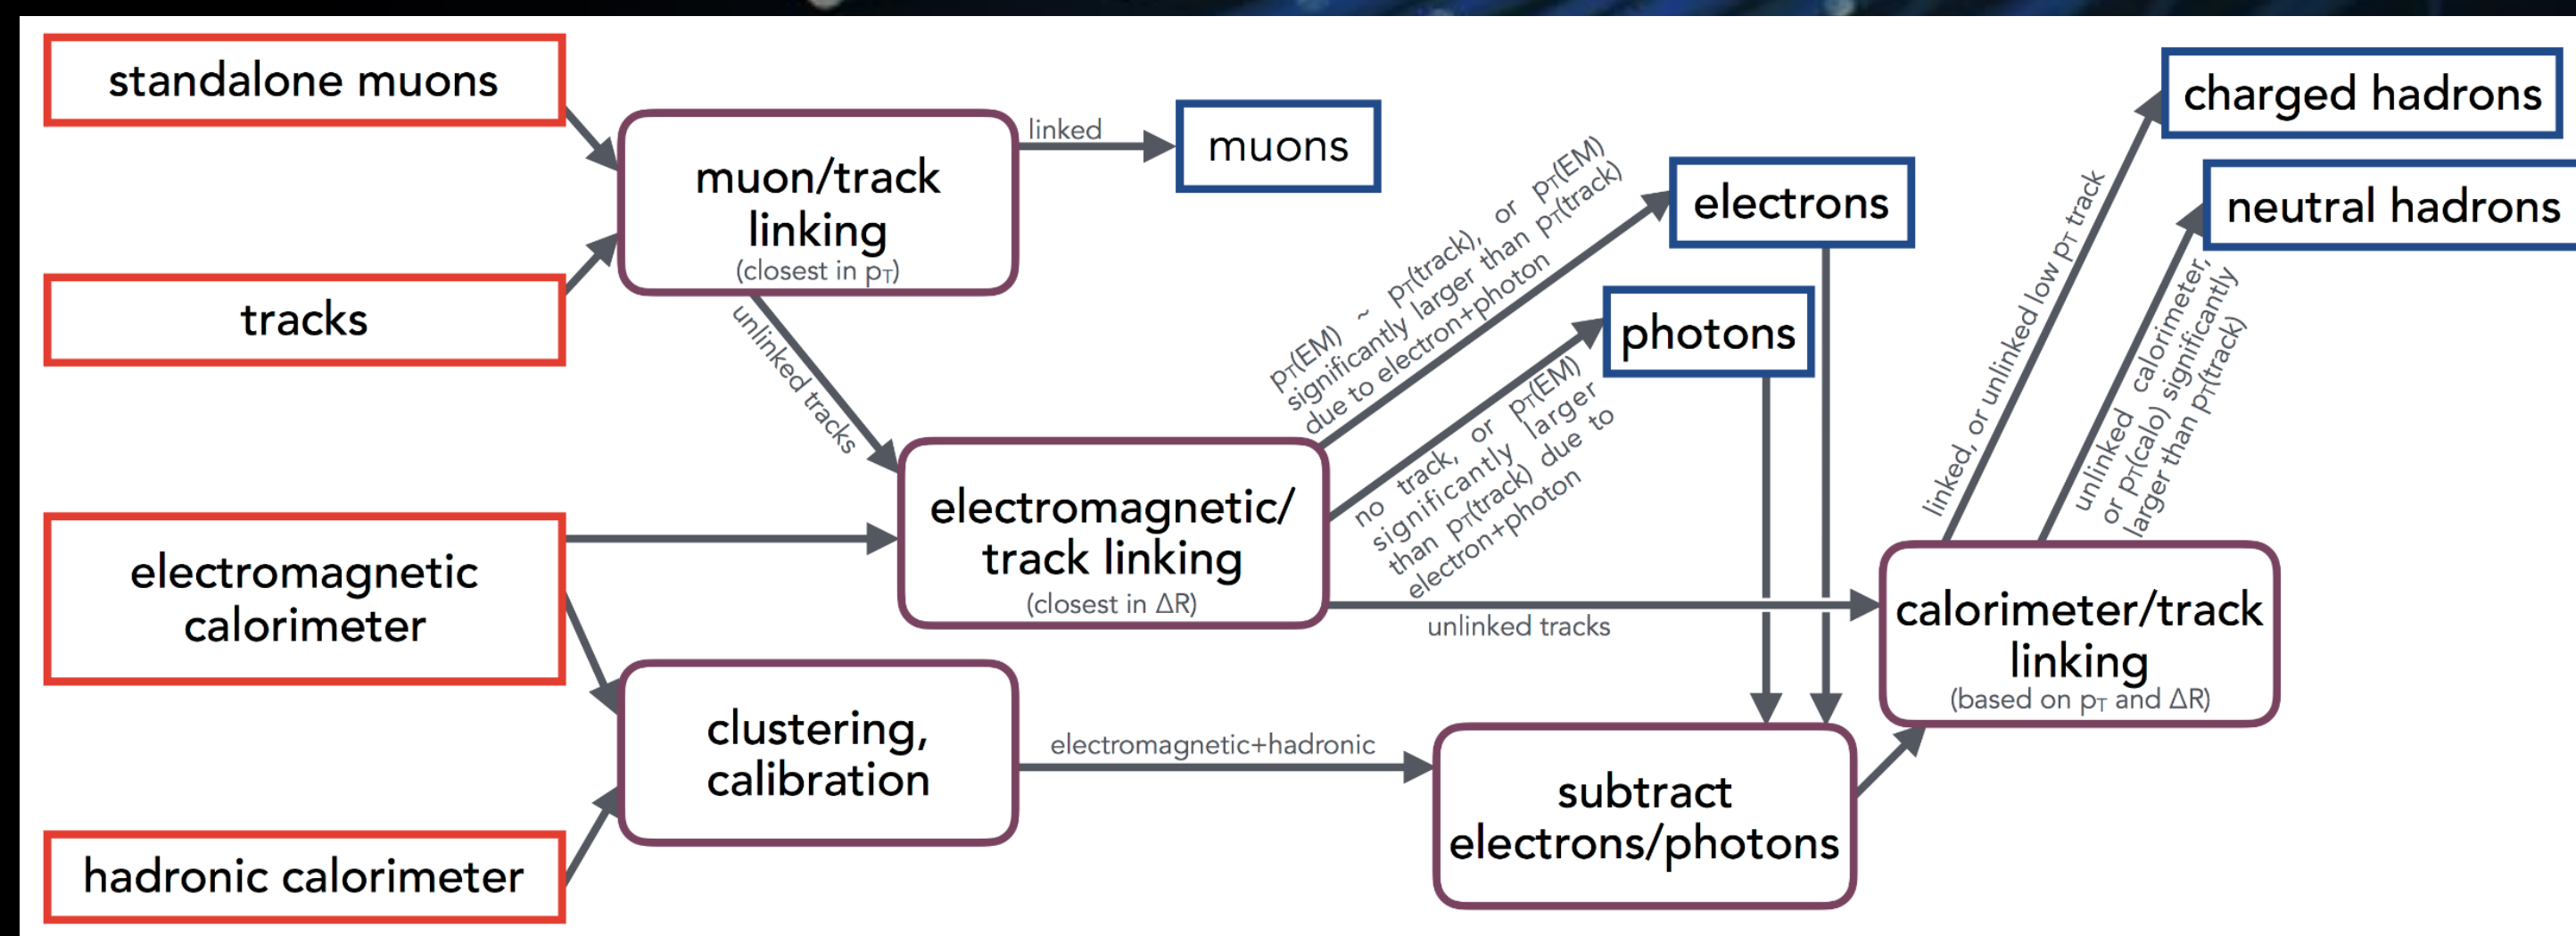 standalone muons
tracks
electromagnetic
calorimeter
hadronic calorimeter
muon/track
linking
(closest in pT)
linked
muons
unlinked tracks
electromagnetic/
track linking
(closest in ΔR)
clustering,
calibration
electromagnetic+hadronic
pT(EM) ~ pT(track), or pT(EM)
significantly larger than pT(track)
due to electron+photon
electrons
no track, or pT(EM)
significantly larger
than pT(track) due to
electron+photon
photons
unlinked tracks
subtract
electrons/photons
calorimeter/track
linking
(based on pT and ΔR)
linked, or unlinked low pT track
charged hadrons
unlinked calorimeter,
or pT(calo) significantly
larger than pT(track)
neutral hadrons